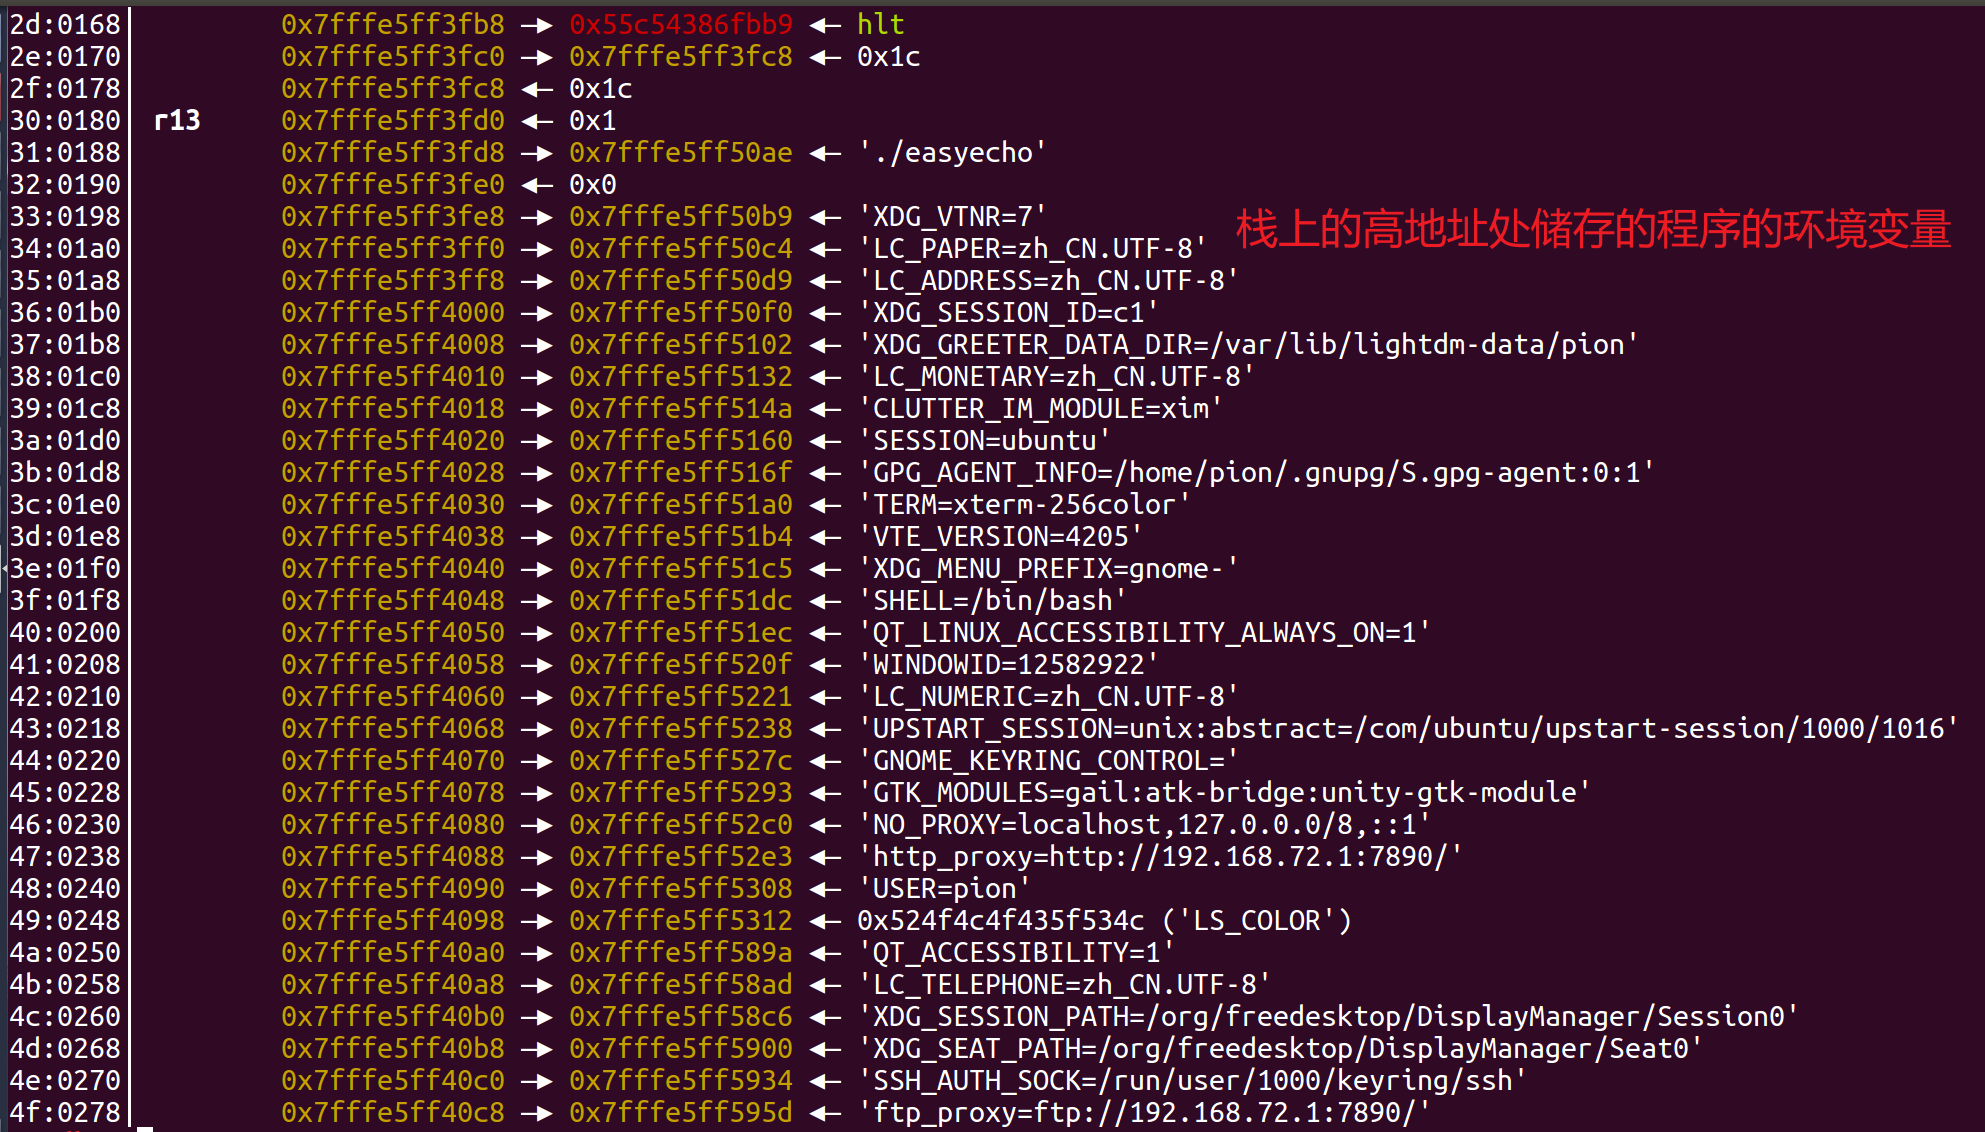 2d:0168│ 0x7fffe5ff3fb8 —▸ 0x55c54386fbb9 ◂— hlt
2e:0170│ 0x7fffe5ff3fc0 —▸ 0x7fffe5ff3fc8 ◂— 0x1c
2f:0178│ 0x7fffe5ff3fc8 ◂— 0x1c
30:0180│ r13 0x7fffe5ff3fd0 ◂— 0x1
31:0188│ 0x7fffe5ff3fd8 —▸ 0x7fffe5ff50ae ◂— './easyecho'
32:0190│ 0x7fffe5ff3fe0 ◂— 0x0
33:0198│ 0x7fffe5ff3fe8 —▸ 0x7fffe5ff50b9 ◂— 'XDG_VTNR=7'
栈上的高地址处储存的程序的环境变量
34:01a0│ 0x7fffe5ff3ff0 —▸ 0x7fffe5ff50c4 ◂— 'LC_PAPER=zh_CN.UTF-8'
35:01a8│ 0x7fffe5ff3ff8 —▸ 0x7fffe5ff50d9 ◂— 'LC_ADDRESS=zh_CN.UTF-8'
36:01b0│ 0x7fffe5ff4000 —▸ 0x7fffe5ff50f0 ◂— 'XDG_SESSION_ID=c1'
37:01b8│ 0x7fffe5ff4008 —▸ 0x7fffe5ff5102 ◂— 'XDG_GREETER_DATA_DIR=/var/lib/lightdm-data/pion'
38:01c0│ 0x7fffe5ff4010 —▸ 0x7fffe5ff5132 ◂— 'LC_MONETARY=zh_CN.UTF-8'
39:01c8│ 0x7fffe5ff4018 —▸ 0x7fffe5ff514a ◂— 'CLUTTER_IM_MODULE=xim'
3a:01d0│ 0x7fffe5ff4020 —▸ 0x7fffe5ff5160 ◂— 'SESSION=ubuntu'
3b:01d8│ 0x7fffe5ff4028 —▸ 0x7fffe5ff516f ◂— 'GPG_AGENT_INFO=/home/pion/.gnupg/S.gpg-agent:0:1'
3c:01e0│ 0x7fffe5ff4030 —▸ 0x7fffe5ff51a0 ◂— 'TERM=xterm-256color'
3d:01e8│ 0x7fffe5ff4038 —▸ 0x7fffe5ff51b4 ◂— 'VTE_VERSION=4205'
3e:01f0│ 0x7fffe5ff4040 —▸ 0x7fffe5ff51c5 ◂— 'XDG_MENU_PREFIX=gnome-'
3f:01f8│ 0x7fffe5ff4048 —▸ 0x7fffe5ff51dc ◂— 'SHELL=/bin/bash'
40:0200│ 0x7fffe5ff4050 —▸ 0x7fffe5ff51ec ◂— 'QT_LINUX_ACCESSIBILITY_ALWAYS_ON=1'
41:0208│ 0x7fffe5ff4058 —▸ 0x7fffe5ff520f ◂— 'WINDOWID=12582922'
42:0210│ 0x7fffe5ff4060 —▸ 0x7fffe5ff5221 ◂— 'LC_NUMERIC=zh_CN.UTF-8'
43:0218│ 0x7fffe5ff4068 —▸ 0x7fffe5ff5238 ◂— 'UPSTART_SESSION=unix:abstract=/com/ubuntu/upstart-session/1000/1016'
44:0220│ 0x7fffe5ff4070 —▸ 0x7fffe5ff527c ◂— 'GNOME_KEYRING_CONTROL='
45:0228│ 0x7fffe5ff4078 —▸ 0x7fffe5ff5293 ◂— 'GTK_MODULES=gail:atk-bridge:unity-gtk-module'
46:0230│ 0x7fffe5ff4080 —▸ 0x7fffe5ff52c0 ◂— 'NO_PROXY=localhost,127.0.0.0/8,::1'
47:0238│ 0x7fffe5ff4088 —▸ 0x7fffe5ff52e3 ◂— 'http_proxy=http://192.168.72.1:7890/'
48:0240│ 0x7fffe5ff4090 —▸ 0x7fffe5ff5308 ◂— 'USER=pion'
49:0248│ 0x7fffe5ff4098 —▸ 0x7fffe5ff5312 ◂— 0x524f4c4f435f534c ('LS_COLOR')
4a:0250│ 0x7fffe5ff40a0 —▸ 0x7fffe5ff589a ◂— 'QT_ACCESSIBILITY=1'
4b:0258│ 0x7fffe5ff40a8 —▸ 0x7fffe5ff58ad ◂— 'LC_TELEPHONE=zh_CN.UTF-8'
4c:0260│ 0x7fffe5ff40b0 —▸ 0x7fffe5ff58c6 ◂— 'XDG_SESSION_PATH=/org/freedesktop/DisplayManager/Session0'
4d:0268│ 0x7fffe5ff40b8 —▸ 0x7fffe5ff5900 ◂— 'XDG_SEAT_PATH=/org/freedesktop/DisplayManager/Seat0'
4e:0270│ 0x7fffe5ff40c0 —▸ 0x7fffe5ff5934 ◂— 'SSH_AUTH_SOCK=/run/user/1000/keyring/ssh'
4f:0278│ 0x7fffe5ff40c8 —▸ 0x7fffe5ff595d ◂— 'ftp_proxy=ftp://192.168.72.1:7890/'